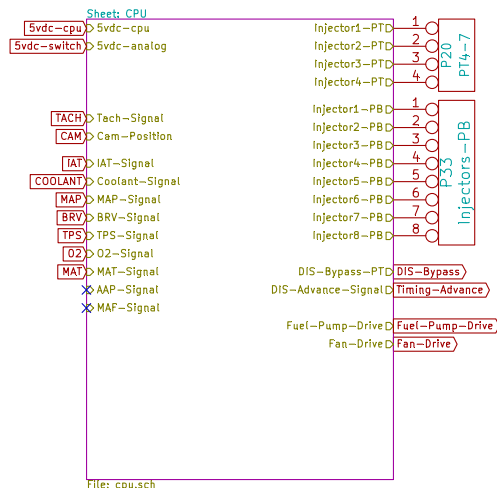 Sheet: CPU
5vdc-cpu 5vdc-cpu Injector1-PT 1
5vdc-switch 5vdc-analog Injector2-PT 2
Injector3-PT 3
Injector4-PT 4
P20
PT4-7
Injector1-PB 1
TACH Tach-Signal Injector2-PB 2
CAM Cam-Position Injector3-PB 3
IAT IAT-Signal Injector4-PB 4
COOLANT Coolant-Signal Injector5-PB 5
MAP MAP-Signal Injector6-PB 6
BRV BRV-Signal Injector7-PB 7
TPS TPS-Signal Injector8-PB 8
P33
Injectors-PB
O2 O2-Signal
MAT MAT-Signal DIS-Bypass-PT DIS-Bypass
AAP-Signal DIS-Advance-Signal Timing-Advance
MAF-Signal
Fuel-Pump-Drive Fuel-Pump-Drive
Fan-Drive Fan-Drive
File: cpu.sch